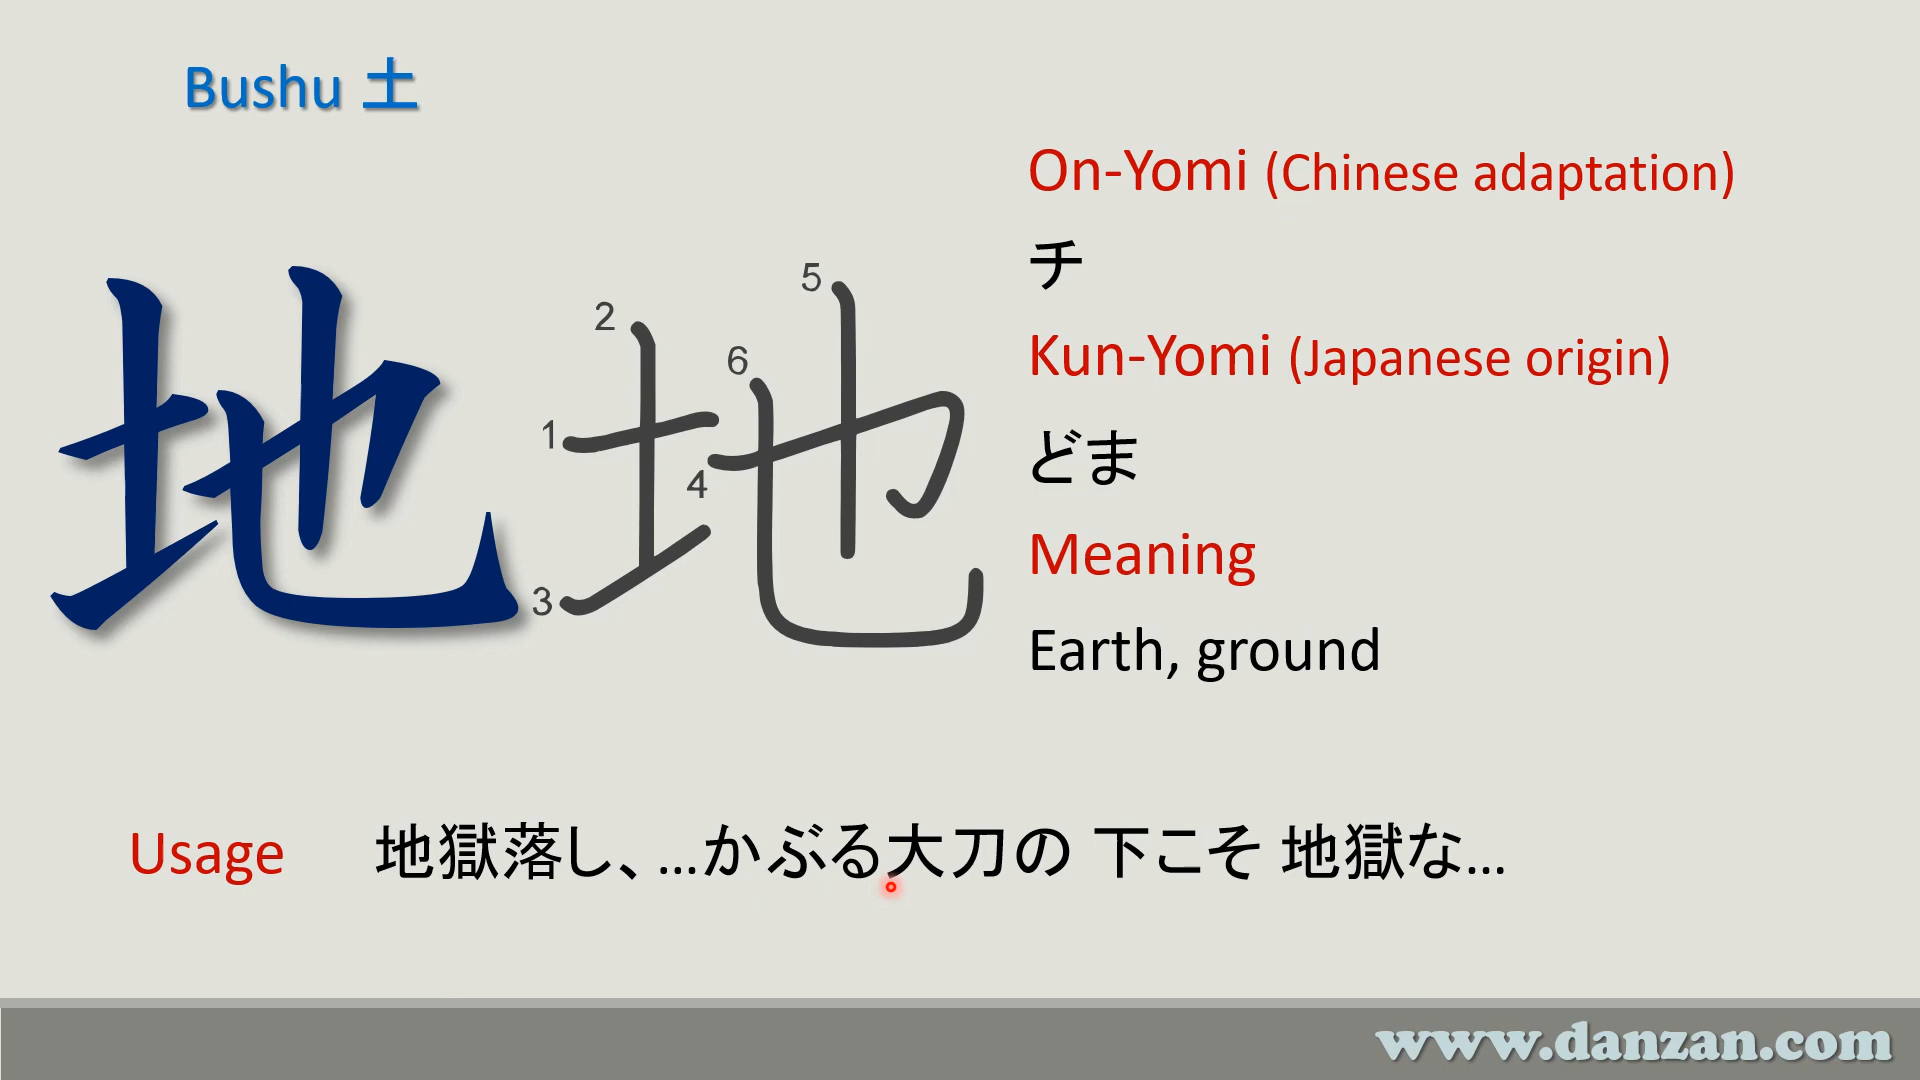 Bushu 土
On-Yomi (Chinese adaptation)
チ
Kun-Yomi (Japanese origin)
どま
Meaning
Earth, ground
地
1
2
3
4
5
6
Usage 地獄落し、...かぶる大刀の 下こそ 地獄な...
www.danzan.com